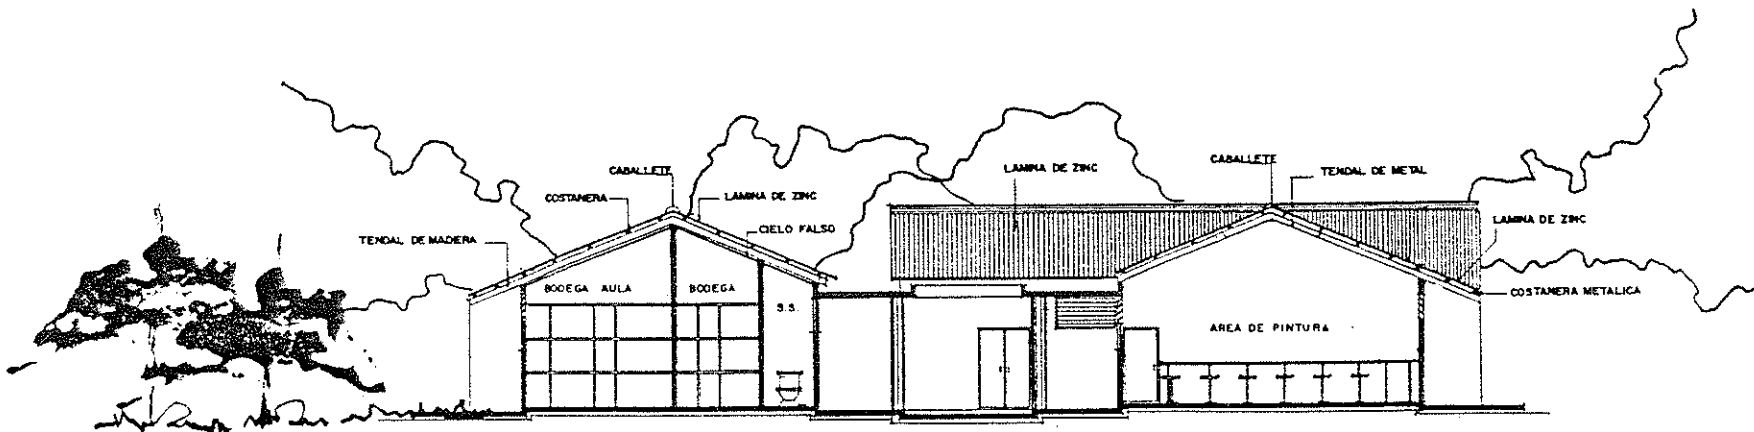 CABALLETE
COSTANERA
LAMINA DE ZINC
TENDAL DE MADERA
CIELO FALSO
BODEGA AULA
BODEGA
S.S.
LAMINA DE ZINC
CABALLETE
TENDAL DE METAL
LAMINA DE ZINC
COSTANERA METALICA
AREA DE PINTURA